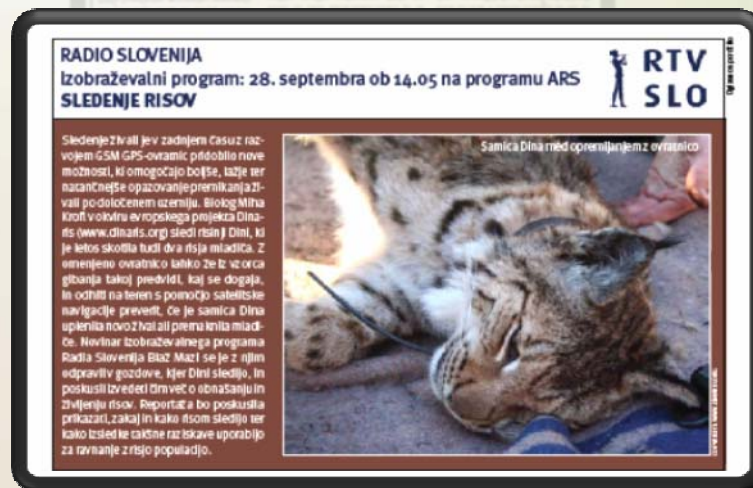 RADIO SLOVENIJA
Izobraževalni program: 28. septembra ob 14.05 na programu ARS
SLEDENJE RISOV
RTV
SLO
Sledenje živali je v zadnjem času z raz-
vojem GSM GPS-ovratnic pridobilo nove
možnosti, ki omogočajo boljše, lažje ter
natančnejše opazovanje premikanja ži-
vali po določenem ozemlju. Biolog Miha
Krofl v okviru evropskega projekta Dina-
ris (www.dinaris.org) sledi risinji Dini, ki
je letos skotila tudi dva risja mladiča. Z
omenjeno ovratnico lahko že iz vzorca
gibanja takoj predvidi, kaj se dogaja,
in odhiti na teren s pomočjo satelitske
navigacije preverit, če je samica Dina
uplenila novo žival ali premaknila mladi-
če. Novinar Izobraževalnega programa
Radia Slovenija Blaž Mazi se je z njim
odpravil v gozdove, kjer Dini sledijo, in
poskusil izvedeti čim več o obnašanju in
življenju risov. Reportaža bo poskusila
prikazati, zakaj in kako risom sledijo ter
kako izsledke takšne raziskave uporabijo
za ravnanje z risjo populacijo.
Samica Dina med opremljanjem z ovratnico